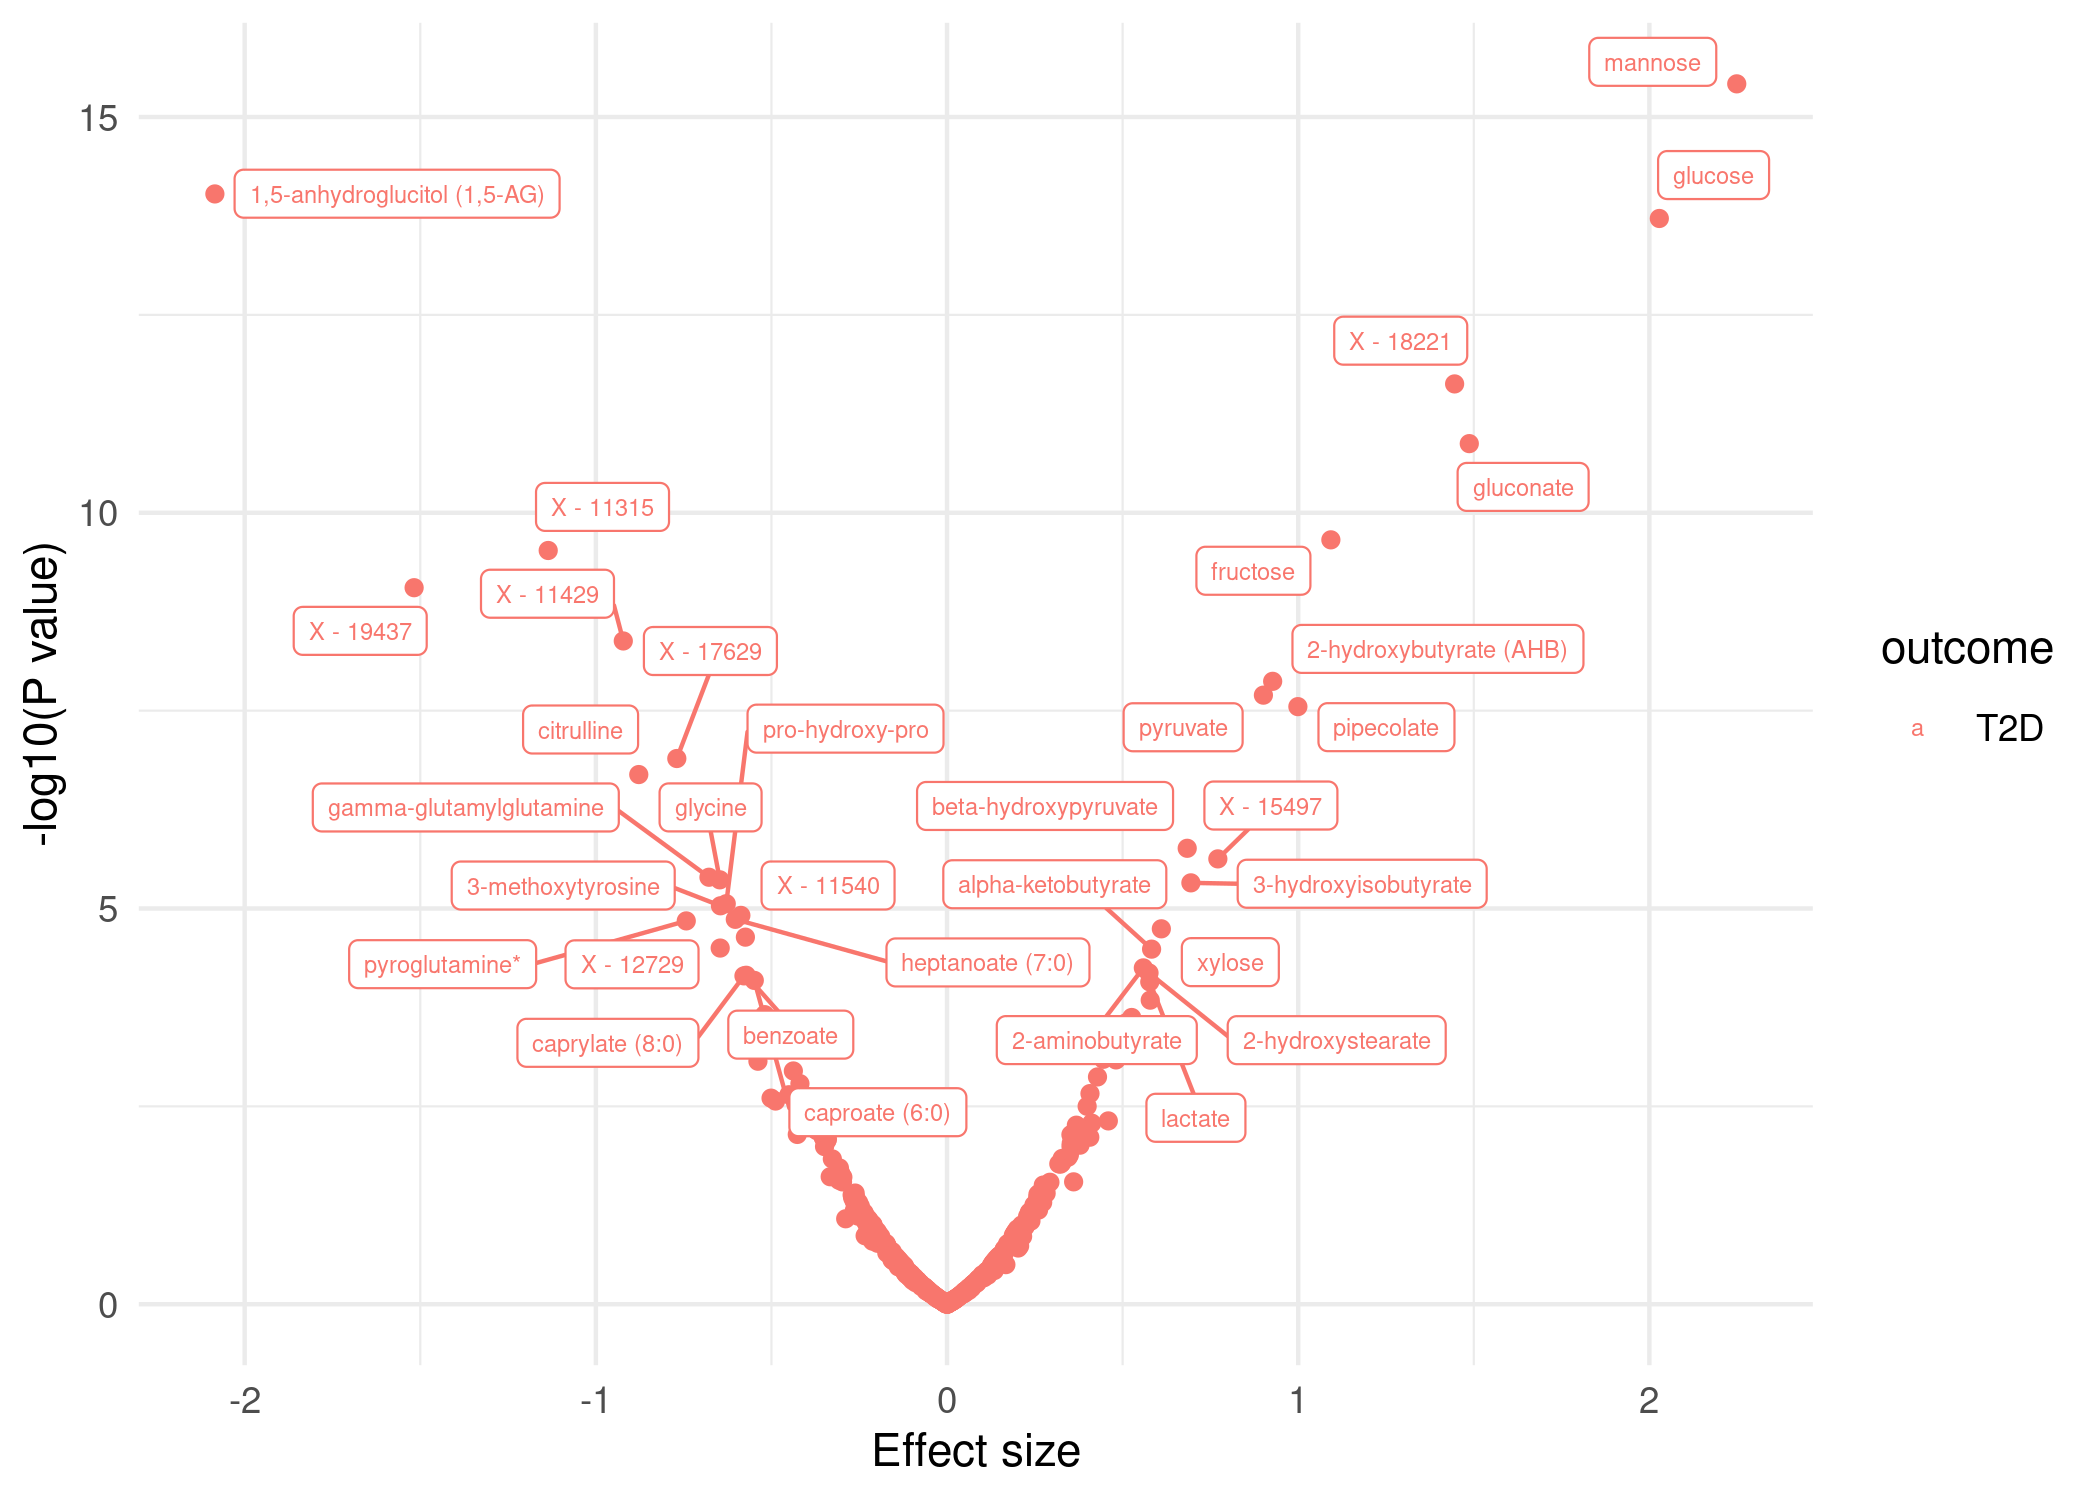 mannose
15
glucose
1,5-anhydroglucitol (1,5-AG)
X - 18221
gluconate
X - 11315
10
fructose
X - 11429
X - 19437
2-hydroxybutyrate (AHB)
X - 17629
outcome
-log10(P value)
citrulline
pro-hydroxy-pro
pyruvate
pipecolate
a T2D
gamma-glutamylglutamine
glycine
beta-hydroxypyruvate
X - 15497
3-methoxytyrosine
X - 11540
alpha-ketobutyrate
3-hydroxyisobutyrate
5
pyroglutamine*
X - 12729
heptanoate (7:0)
xylose
caprylate (8:0)
benzoate
2-aminobutyrate
2-hydroxystearate
caproate (6:0)
lactate
0
-2 -1 0 1 2
Effect size